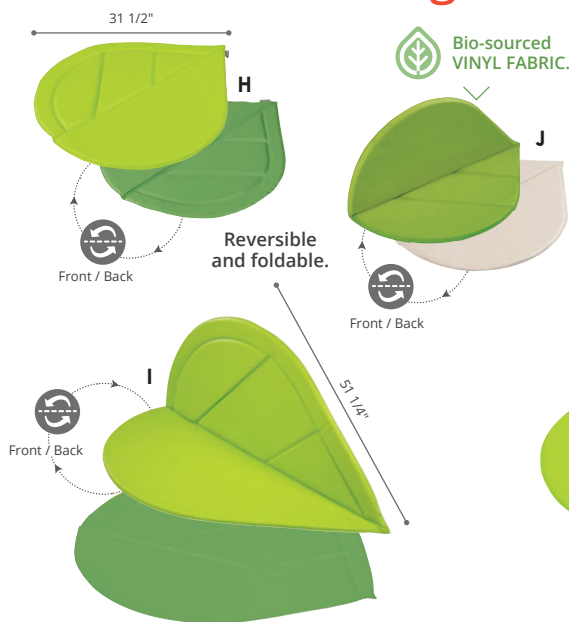 31 1/2"
H
Bio-sourced
VINYL FABRIC.
J
Front / Back
Reversible
and foldable.
Front / Back
I
51 1/4"
Front / Back